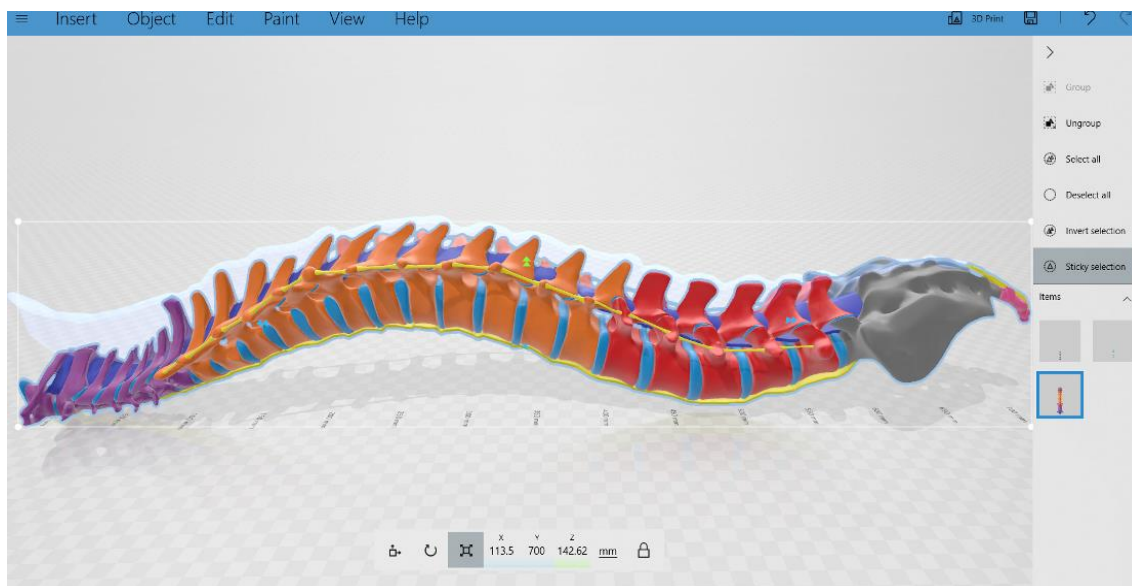 Insert Object Edit Paint View Help 3D Print
Group
Ungroup
Select all
Deselect all
Invert selection
Sticky selection
Items
X Y Z
113.5 700 142.62 mm